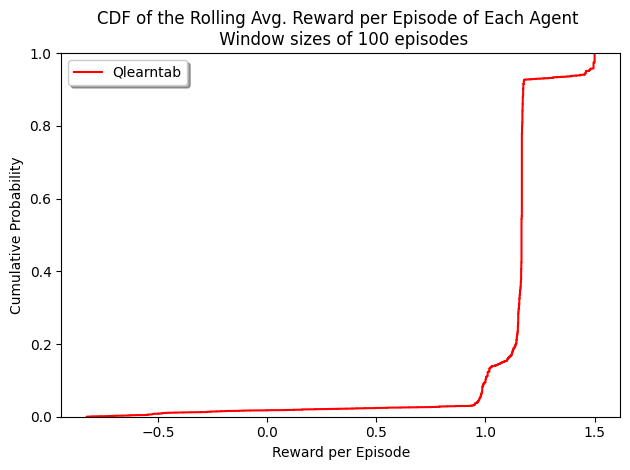 CDF of the Rolling Avg. Reward per Episode of Each Agent
Window sizes of 100 episodes
Qlearntab
1.0
0.8
0.6
0.4
0.2
0.0
Cumulative Probability
−0.5 0.0 0.5 1.0 1.5
Reward per Episode